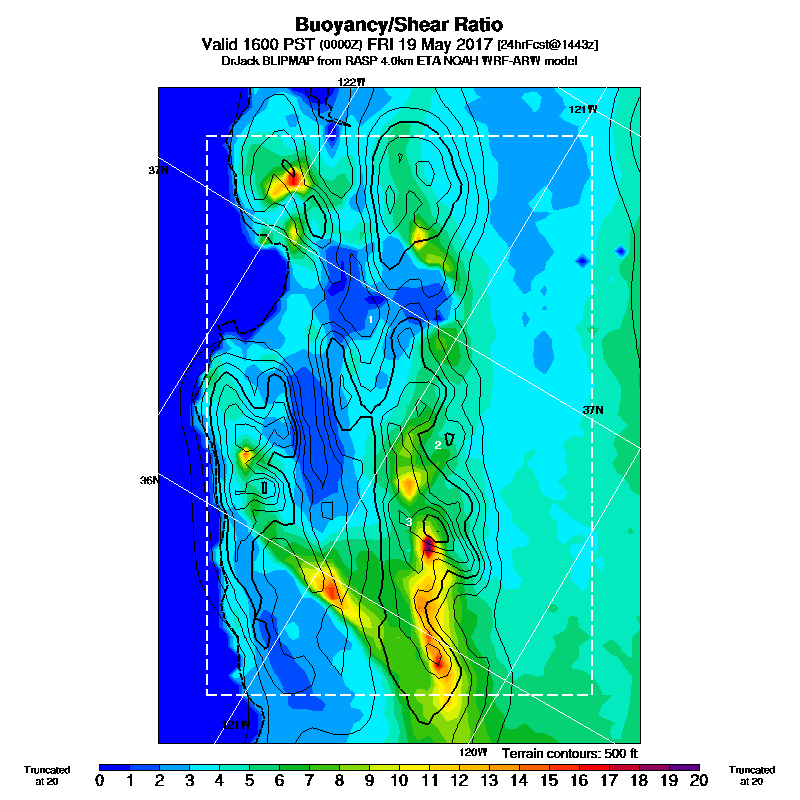 Buoyancy/Shear Ratio
Valid 1600 PST (0000Z) FRI 19 May 2017 [24hrFcst@1443z]
DrJack BLIPMAP from RASP 4.0km ETA NOAH WRF-ARW model
122W
121W
37N
1
37N
2
36N
3
121W
120W
Terrain contours: 500 ft
Truncated at 20
0 1 2 3 4 5 6 7 8 9 10 11 12 13 14 15 16 17 18 19 20
Truncated at 20